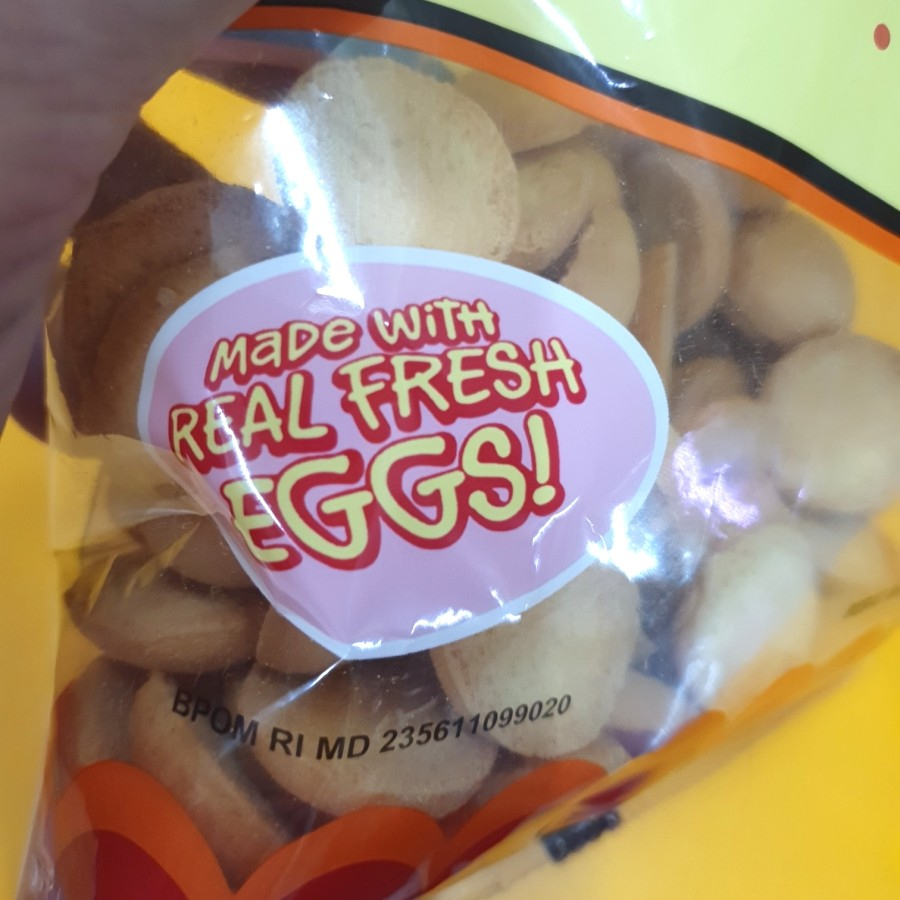 MADE WITH
REAL FRESH
EGGS!
BPOM RI MD 235611099020